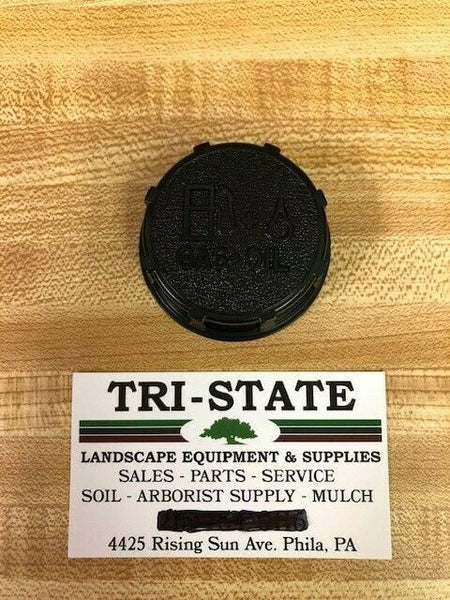 GAS OIL
TRI-STATE
LANDSCAPE EQUIPMENT & SUPPLIES
SALES - PARTS - SERVICE
SOIL - ARBORIST SUPPLY - MULCH
4425 Rising Sun Ave. Phila, PA